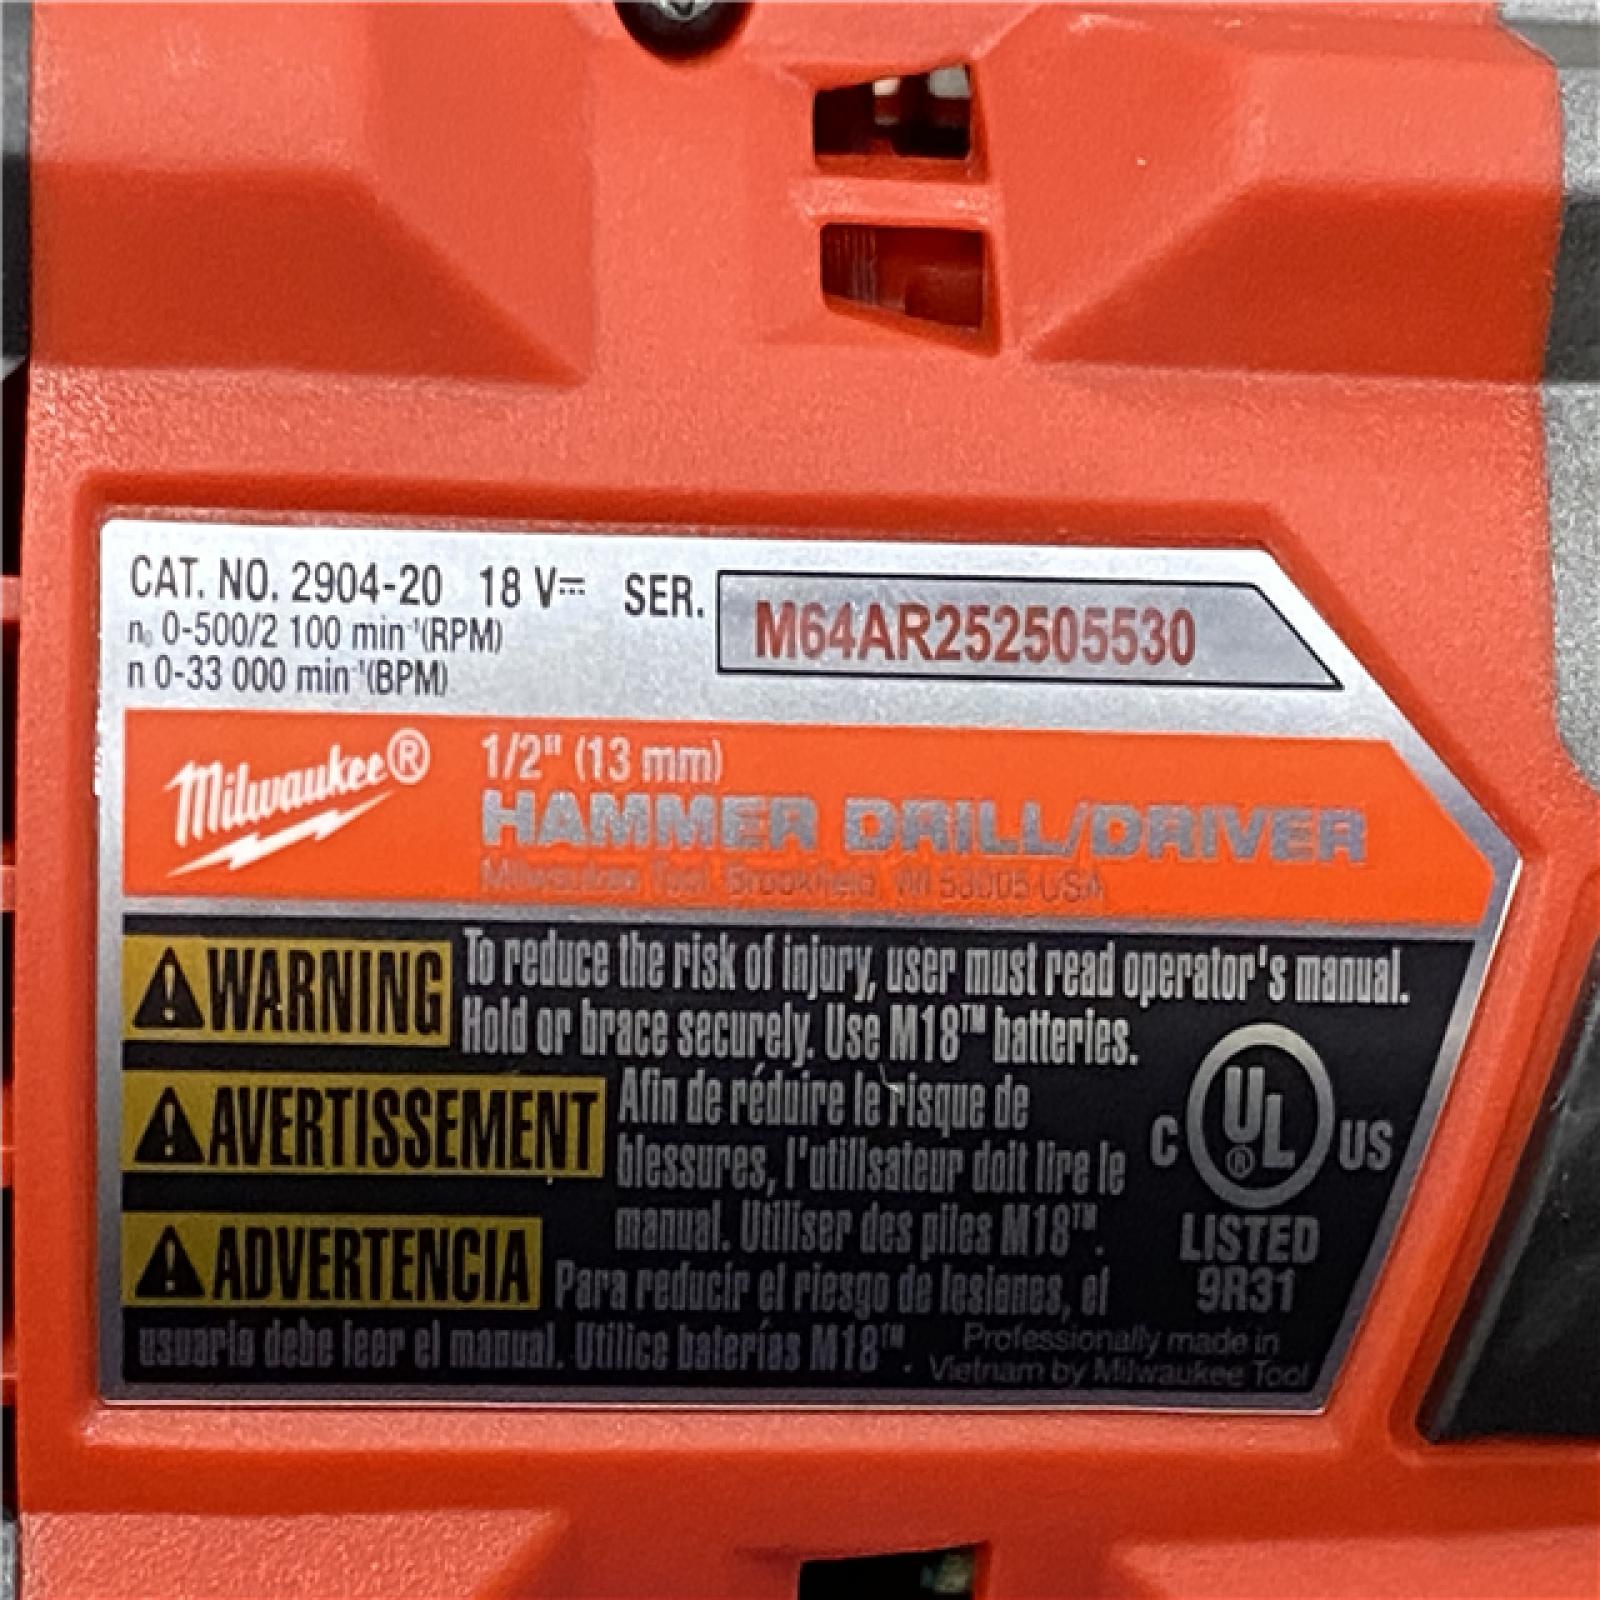 CAT. NO. 2904-20 18 V⎓ SER. M64AR252505530
n₀ 0-500/2 100 min⁻¹(RPM)
n 0-33 000 min⁻¹(BPM)
Milwaukee®
1/2" (13 mm)
HAMMER DRILL/DRIVER
Milwaukee Tool, Brookfield, WI 53005 USA
WARNING To reduce the risk of injury, user must read operator's manual.
Hold or brace securely. Use M18™ batteries.
AVERTISSEMENT Afin de réduire le risque de
blessures, l'utilisateur doit lire le
manual. Utiliser des piles M18™.
ADVERTENCIA Para reducir el riesgo de lesiones, el
usuario debe leer el manual. Utilice baterías M18™.
C UL® US
LISTED
9R31
Professionally made in
Vietnam by Milwaukee Tool